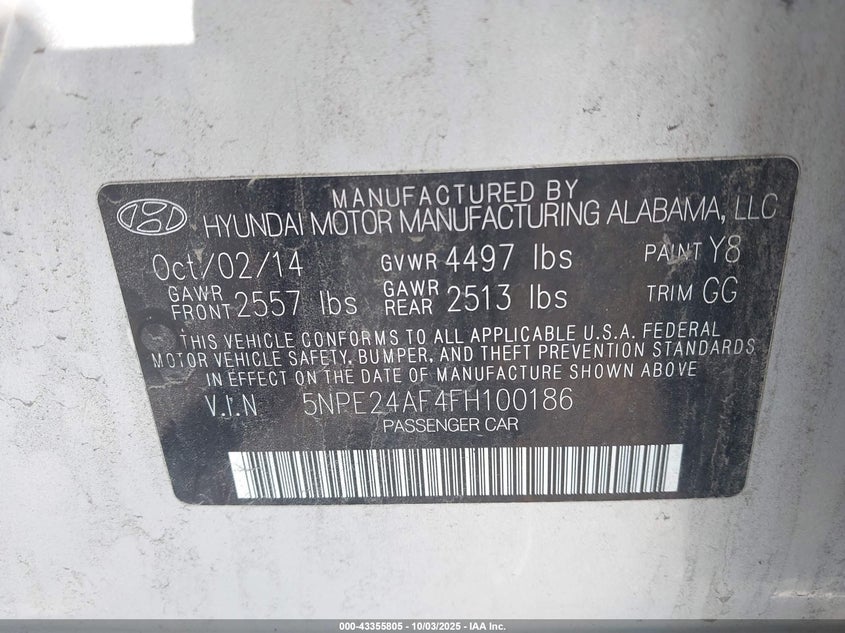 MANUFACTURED BY
HYUNDAI MOTOR MANUFACTURING ALABAMA, LLC
Oct/02/14 GVWR 4497 lbs PAINT Y8
GAWR FRONT 2557 lbs GAWR REAR 2513 lbs TRIM GG
THIS VEHICLE CONFORMS TO ALL APPLICABLE U.S.A. FEDERAL
MOTOR VEHICLE SAFETY, BUMPER, AND THEFT PREVENTION STANDARDS
IN EFFECT ON THE DATE OF MANUFACTURE SHOWN ABOVE
V.I.N 5NPE24AF4FH100186
PASSENGER CAR
000-43355805 - 10/03/2025 - IAA Inc.